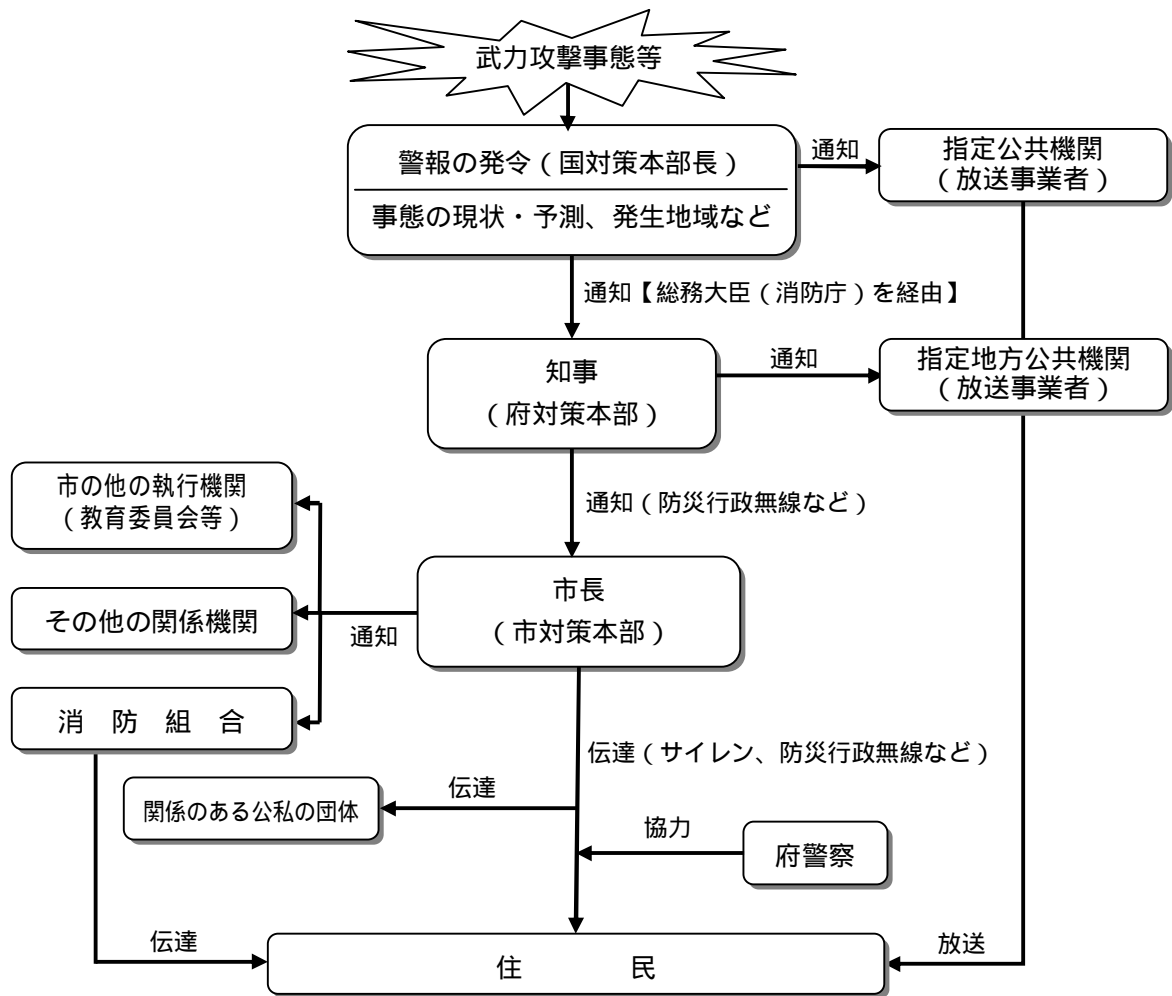 武力攻撃事態等
警報の発令（国対策本部長）
事態の現状・予測、発生地域など
通知
指定公共機関
（放送事業者）
通知【総務大臣（消防庁）を経由】
知事
（府対策本部）
通知
指定地方公共機関
（放送事業者）
通知（防災行政無線など）
市の他の執行機関
（教育委員会等）
その他の関係機関
消　防　組　合
通知
市長
（市対策本部）
伝達（サイレン、防災行政無線など）
関係のある公私の団体
伝達
協力
府警察
伝達
住　　　　民
放送